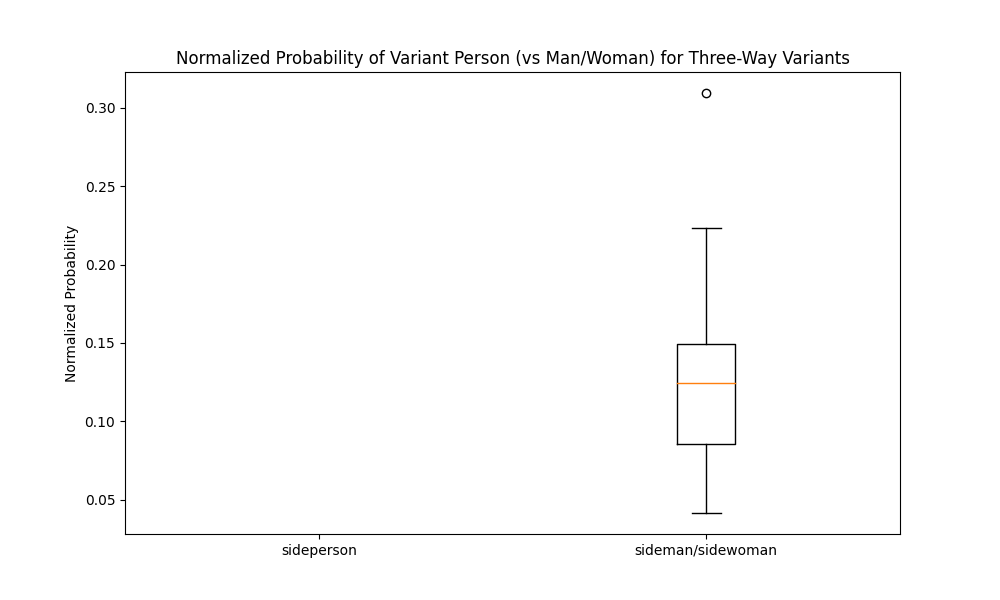 Normalized Probability of Variant Person (vs Man/Woman) for Three-Way Variants
Normalized Probability
0.30
0.25
0.20
0.15
0.10
0.05
sideperson
sideman/sidewoman